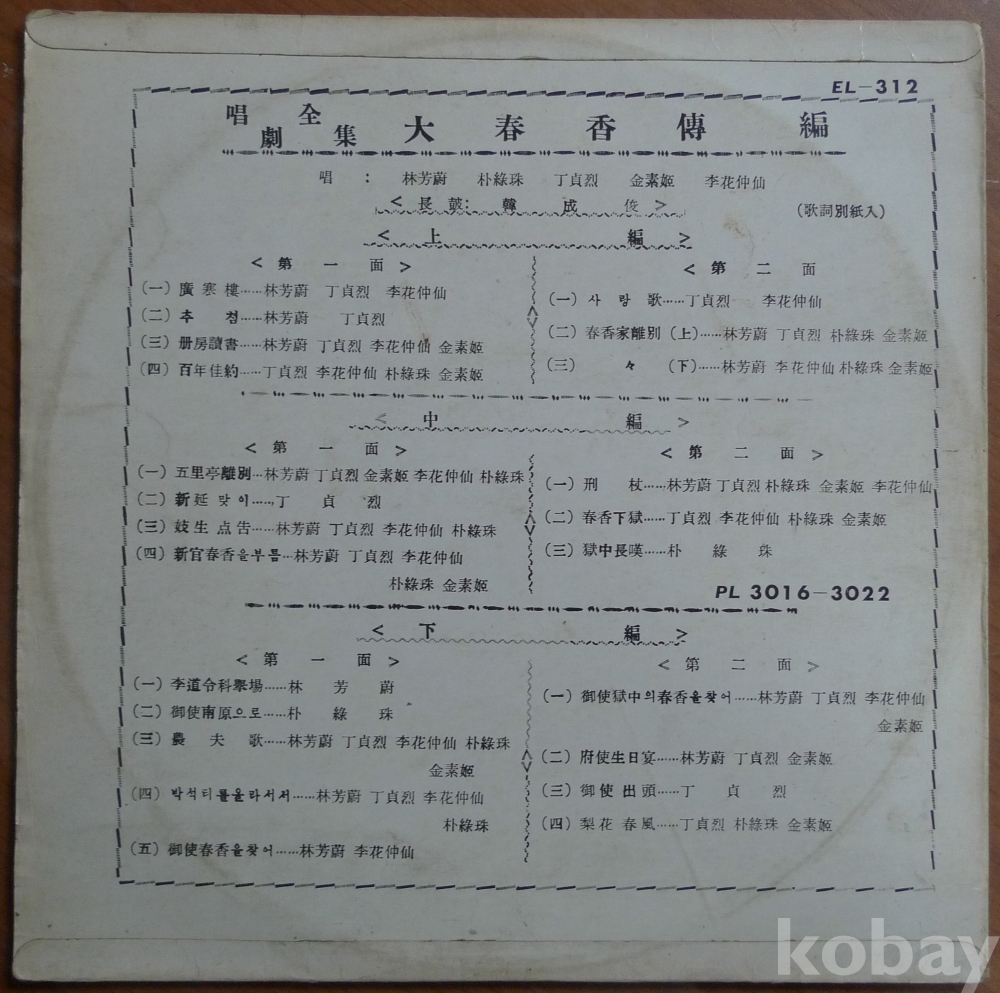 EL-312
唱劇全集 大春香傳 編
唱 : 林芳蔚 朴綠珠 丁貞烈 金素姬 李花仲仙
<長鼓: 韓成俊>
(歌詞別紙入)
<上編>
<第一面>
(一) 廣寒樓……林芳蔚 丁貞烈 李花仲仙
(二) 추천……林芳蔚 丁貞烈
(三) 册房讀書……林芳蔚 丁貞烈 李花仲仙 金素姬
(四) 百年佳約……丁貞烈 李花仲仙 朴綠珠 金素姬
<第二面
(一) 사랑歌……丁貞烈 李花仲仙
(二) 春香家離別 (上)……林芳蔚 丁貞烈 朴綠珠 李花仲仙 金素姬
(三) 々 (下)……林芳蔚 李花仲仙 朴綠珠 金素姬
<中編>
<第一面>
(一) 五里亭離別…林芳蔚 丁貞烈 金素姬 李花仲仙 朴綠珠
(二) 新延맞이……丁貞烈
(三) 妓生点告……林芳蔚 丁貞烈 李花仲仙 朴綠珠
(四) 新官春香을부름…林芳蔚 丁貞烈 李花仲仙
朴綠珠 金素姬
<第二面>
(一) 刑杖……林芳蔚 丁貞烈 朴綠珠 金素姬 李花仲仙
(二) 春香下獄……丁貞烈 李花仲仙 朴綠珠 金素姬
(三) 獄中長嘆……朴綠珠
PL 3016-3022
<下編>
<第一面>
(一) 李道令科擧場……林芳蔚
(二) 御使南原으로……朴綠珠
(三) 農夫歌……林芳蔚 丁貞烈 李花仲仙 朴綠珠
金素姬
(四) 박석티를올라서서……林芳蔚 丁貞烈 李花仲仙
朴綠珠
(五) 御使春香을찾어……林芳蔚 李花仲仙
<第二面>
(一) 御使獄中의春香을찾어……林芳蔚 丁貞烈 李花仲仙
金素姬
(二) 府使生日宴……林芳蔚 丁貞烈 金素姬
(三) 御使出頭……丁貞烈
(四) 梨花春風……丁貞烈 朴綠珠 金素姬
kobay